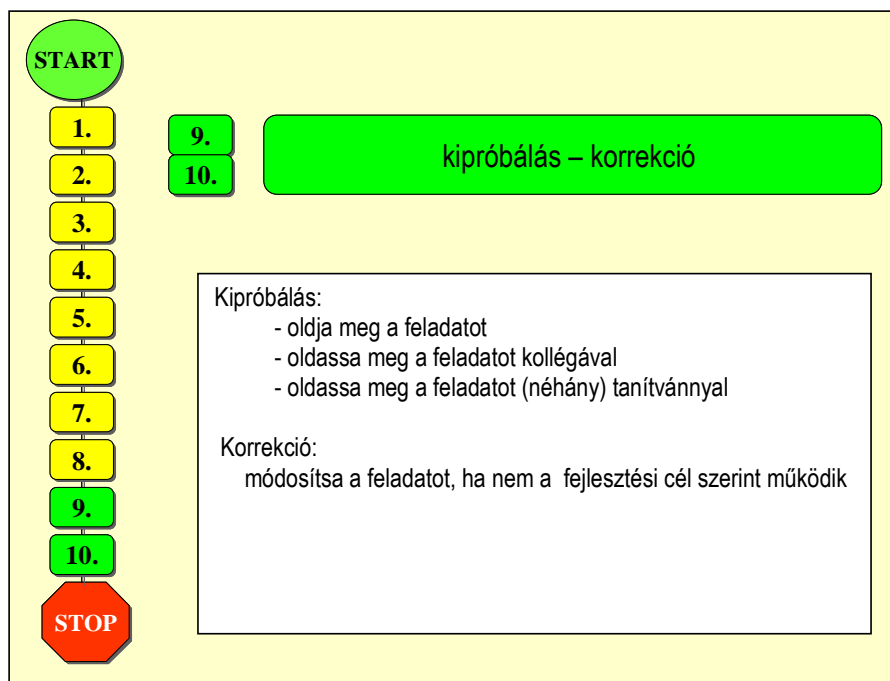 START
1.
2.
3.
4.
5.
6.
7.
8.
9.
10.
STOP
9.
10.
kipróbálás – korrekció
Kipróbálás:
- oldja meg a feladatot
- oldassa meg a feladatot kollégával
- oldassa meg a feladatot (néhány) tanítvánnyal
Korrekció:
módosítsa a feladatot, ha nem a fejlesztési cél szerint működik